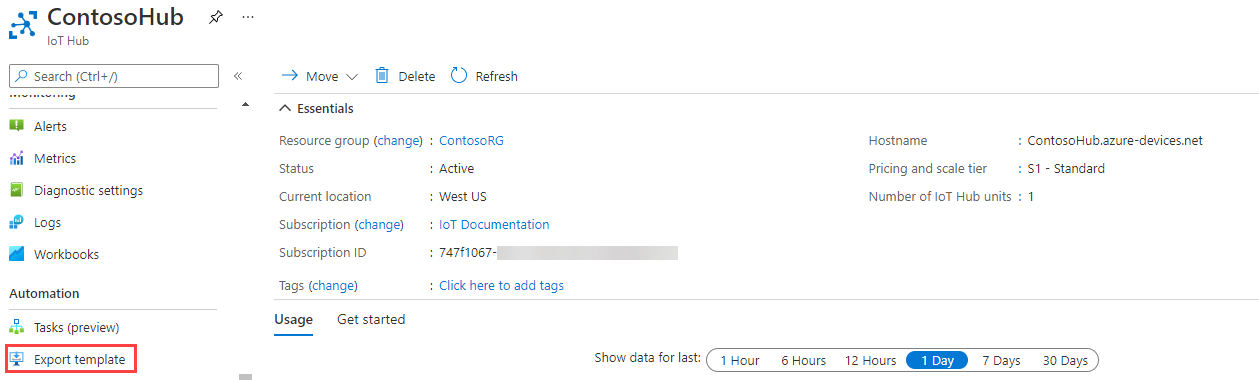 ContosoHub
IoT Hub
Search (Ctrl+/)
Monitoring
Alerts
Metrics
Diagnostic settings
Logs
Workbooks
Automation
Tasks (preview)
Export template
Move
Delete
Refresh
Essentials
Resource group (change) : ContosoRG
Status : Active
Current location : West US
Subscription (change) : IoT Documentation
Subscription ID : 747f1067-
Tags (change) : Click here to add tags
Hostname : ContosoHub.azure-devices.net
Pricing and scale tier : S1 - Standard
Number of IoT Hub units : 1
Usage Get started
Show data for last: 1 Hour 6 Hours 12 Hours 1 Day 7 Days 30 Days